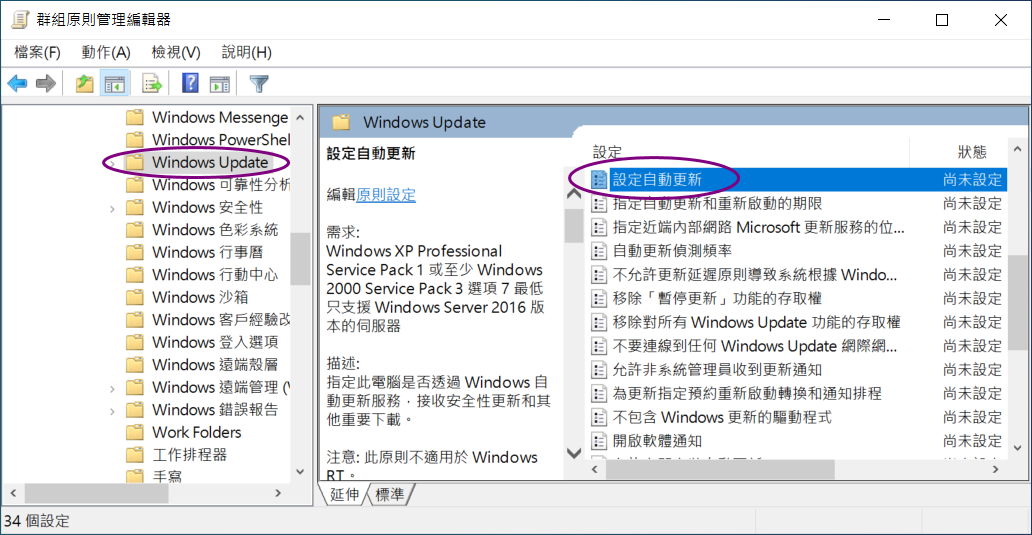 群組原則管理編輯器
檔案(F) 動作(A) 檢視(V) 說明(H)
Windows Messenge
Windows PowerShel
Windows Update
Windows 可靠性分析
Windows 安全性
Windows 色彩系統
Windows 行事曆
Windows 行動中心
Windows 沙箱
Windows 客戶經驗改
Windows 登入選項
Windows 遠端殼層
Windows 遠端管理 (W
Windows 錯誤報告
Work Folders
工作排程器
手寫
Windows Update
設定自動更新
編輯原則設定
需求:
Windows XP Professional
Service Pack 1 或至少 Windows
2000 Service Pack 3 選項 7 最低
只支援 Windows Server 2016 版
本的伺服器
描述:
指定此電腦是否透過 Windows 自
動更新服務，接收安全性更新和其
他重要下載。
注意: 此原則不適用於 Windows
RT。
設定 狀態
設定自動更新 尚未設定
指定自動更新和重新啟動的期限 尚未設定
指定近端內部網路 Microsoft 更新服務的位... 尚未設定
自動更新偵測頻率 尚未設定
不允許更新延遲原則導致系統根據 Windo... 尚未設定
移除「暫停更新」功能的存取權 尚未設定
移除對所有 Windows Update 功能的存取權 尚未設定
不要連線到任何 Windows Update 網際網... 尚未設定
允許非系統管理員收到更新通知 尚未設定
為更新指定預約重新啟動轉換和通知排程 尚未設定
不包含 Windows 更新的驅動程式 尚未設定
開啟軟體通知 尚未設定
尚未設定
延伸 標準
34 個設定